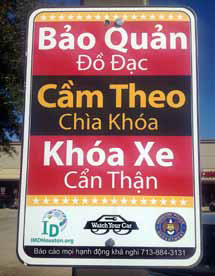 Bảo Quản
Đồ Đạc
Cầm Theo
Chìa Khóa
Khóa Xe
Cẩn Thận
ID
IMDHouston.org
Watch Your Car
Báo cáo mọi hành động khả nghi 713-884-3131